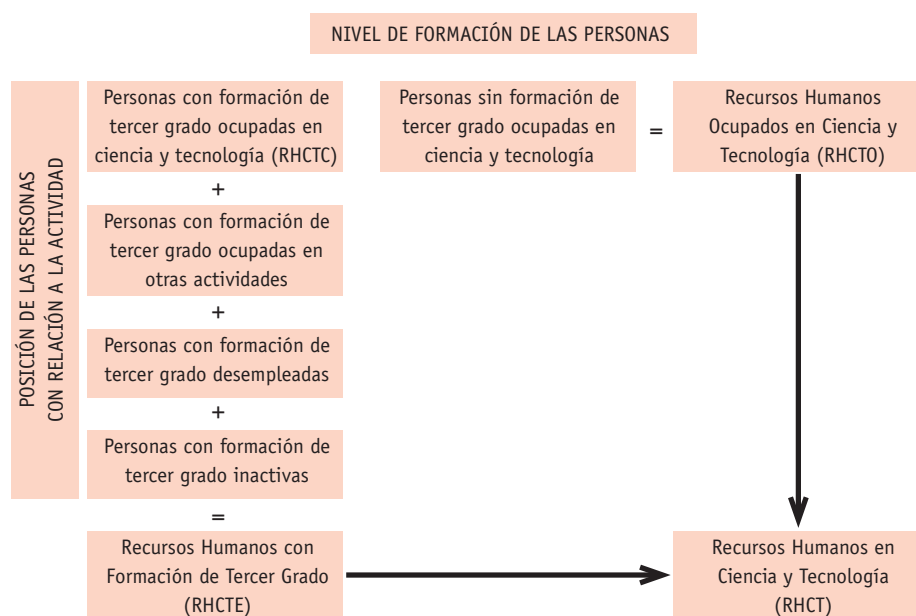 NIVEL DE FORMACIÓN DE LAS PERSONAS
POSICIÓN DE LAS PERSONAS
CON RELACIÓN A LA ACTIVIDAD
Personas con formación de
tercer grado ocupadas en
ciencia y tecnología (RHCTC)
Personas sin formación de
tercer grado ocupadas en
ciencia y tecnología
=
Recursos Humanos
Ocupados en Ciencia y
Tecnología (RHCTO)
+
Personas con formación de
tercer grado ocupadas en
otras actividades
+
Personas con formación de
tercer grado desempleadas
+
Personas con formación de
tercer grado inactivas
=
Recursos Humanos con
Formación de Tercer Grado
(RHCTE)
Recursos Humanos en
Ciencia y Tecnología
(RHCT)